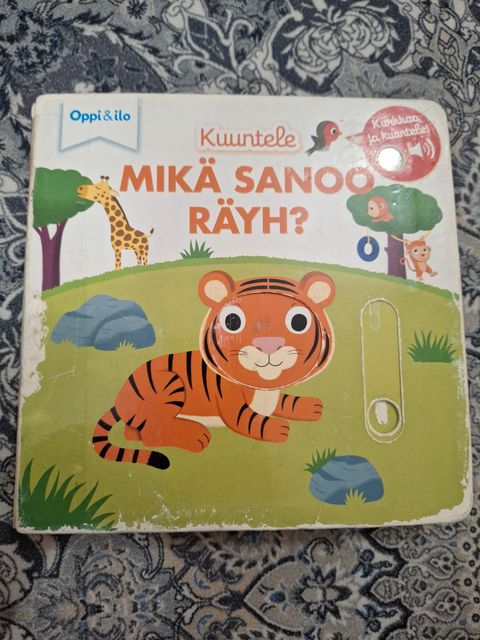 Oppi & ilo
Kuuntele
Kurkkaa
ja kuuntele!
MIKÄ SANOO
RÄYH?